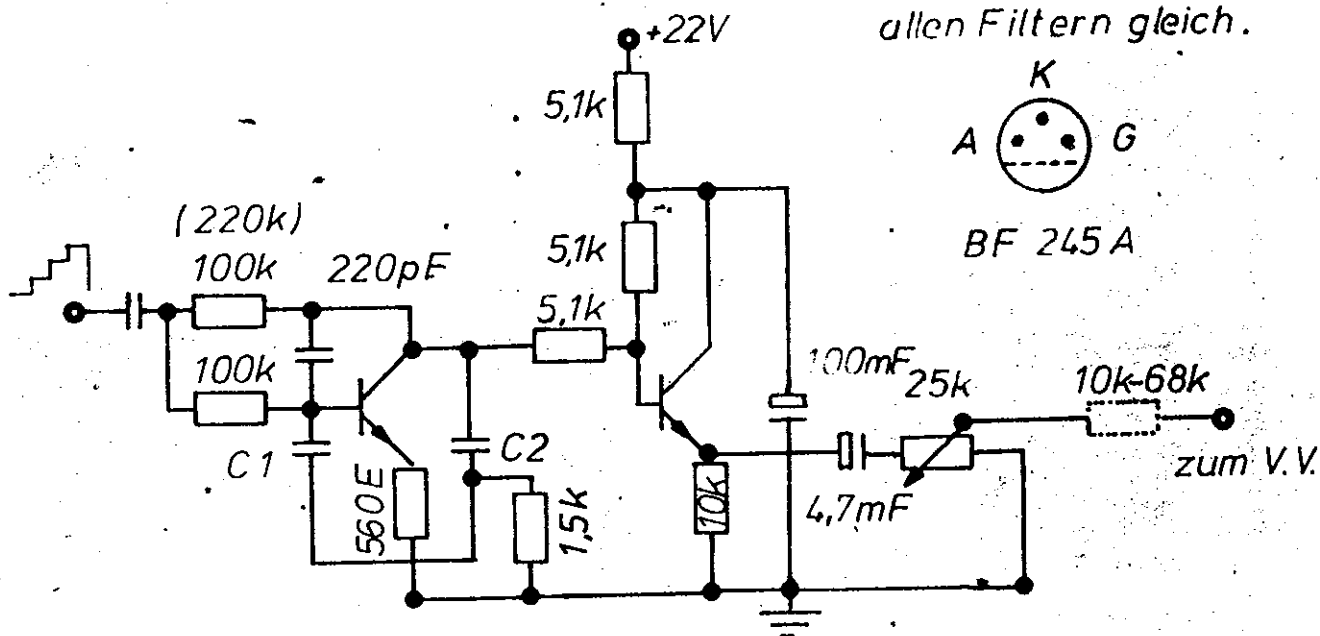 allen Filtern gleich.
+22V
5,1k
K
A
G
BF 245A
(220k)
100k
220pF
5,1k
5,1k
100k
100mF
25k
10k-68k
zum V.V.
C1
C2
560E
1,5k
10k
4,7mF